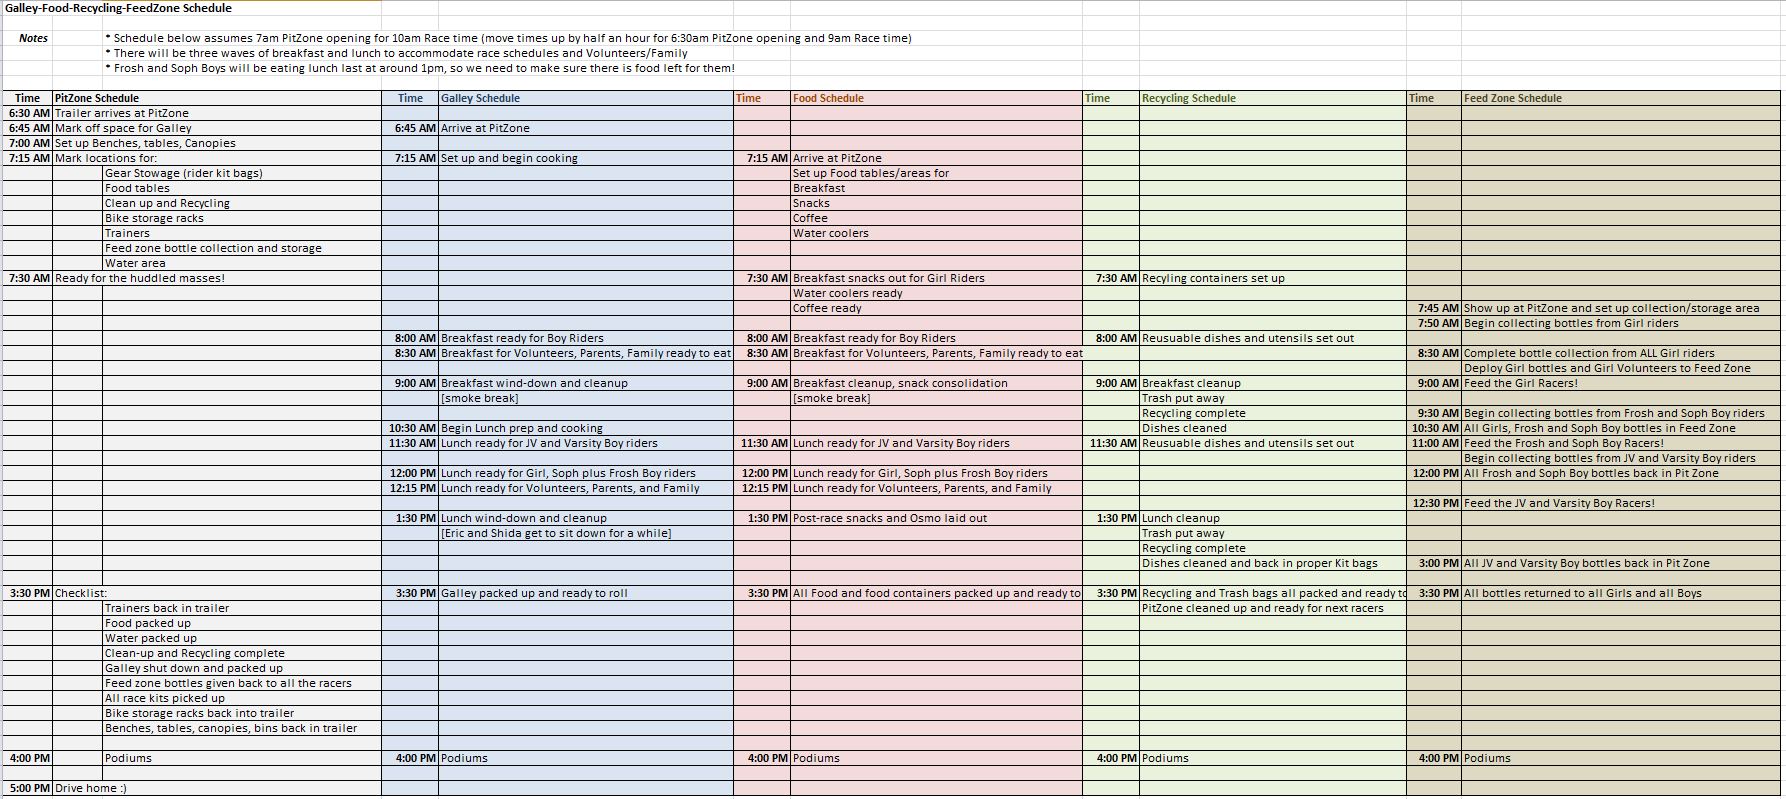 Galley-Food-Recycling-FeedZone Schedule
Notes * Schedule below assumes 7am PitZone opening for 10am Race time (move times up by half an hour for 6:30am PitZone opening and 9am Race time)
* There will be three waves of breakfast and lunch to accommodate race schedules and Volunteers/Family
* Frosh and Soph Boys will be eating lunch last at around 1pm, so we need to make sure there is food left for them!
Time PitZone Schedule Time Galley Schedule Time Food Schedule Time Recycling Schedule Time Feed Zone Schedule
6:30 AM Trailer arrives at PitZone
6:45 AM Mark off space for Galley 6:45 AM Arrive at PitZone
7:00 AM Set up Benches, tables, Canopies
7:15 AM Mark locations for: 7:15 AM Set up and begin cooking 7:15 AM Arrive at PitZone
Gear Stowage (rider kit bags) Set up Food tables/areas for
Food tables Breakfast
Clean up and Recycling Snacks
Bike storage racks Coffee
Trainers Water coolers
Feed zone bottle collection and storage
Water area
7:30 AM Ready for the huddled masses! 7:30 AM Breakfast snacks out for Girl Riders 7:30 AM Recyling containers set up
Water coolers ready
Coffee ready 7:45 AM Show up at PitZone and set up collection/storage area
7:50 AM Begin collecting bottles from Girl riders
8:00 AM Breakfast ready for Boy Riders 8:00 AM Breakfast ready for Boy Riders 8:00 AM Reusuable dishes and utensils set out
8:30 AM Breakfast for Volunteers, Parents, Family ready to eat 8:30 AM Breakfast for Volunteers, Parents, Family ready to eat 8:30 AM Complete bottle collection from ALL Girl riders
Deploy Girl bottles and Girl Volunteers to Feed Zone
9:00 AM Breakfast wind-down and cleanup 9:00 AM Breakfast cleanup, snack consolidation 9:00 AM Breakfast cleanup 9:00 AM Feed the Girl Racers!
[smoke break] [smoke break] Trash put away
Recycling complete 9:30 AM Begin collecting bottles from Frosh and Soph Boy riders
10:30 AM Begin Lunch prep and cooking Dishes cleaned 10:30 AM All Girls, Frosh and Soph Boy bottles in Feed Zone
11:30 AM Lunch ready for JV and Varsity Boy riders 11:30 AM Lunch ready for JV and Varsity Boy riders 11:30 AM Reusuable dishes and utensils set out 11:00 AM Feed the Frosh and Soph Boy Racers!
Begin collecting bottles from JV and Varsity Boy riders
12:00 PM Lunch ready for Girl, Soph plus Frosh Boy riders 12:00 PM Lunch ready for Girl, Soph plus Frosh Boy riders 12:00 PM All Frosh and Soph Boy bottles back in Pit Zone
12:15 PM Lunch ready for Volunteers, Parents, and Family 12:15 PM Lunch ready for Volunteers, Parents, and Family
12:30 PM Feed the JV and Varsity Boy Racers!
1:30 PM Lunch wind-down and cleanup 1:30 PM Post-race snacks and Osmo laid out 1:30 PM Lunch cleanup
[Eric and Shida get to sit down for a while] Trash put away
Recycling complete
Dishes cleaned and back in proper Kit bags 3:00 PM All JV and Varsity Boy bottles back in Pit Zone
3:30 PM Checklist: 3:30 PM Galley packed up and ready to roll 3:30 PM All Food and food containers packed up and ready to 3:30 PM Recycling and Trash bags all packed and ready to 3:30 PM All bottles returned to all Girls and all Boys
Trainers back in trailer PitZone cleaned up and ready for next racers
Food packed up
Water packed up
Clean-up and Recycling complete
Galley shut down and packed up
Feed zone bottles given back to all the racers
All race kits picked up
Bike storage racks back into trailer
Benches, tables, canopies, bins back in trailer
4:00 PM Podiums 4:00 PM Podiums 4:00 PM Podiums 4:00 PM Podiums 4:00 PM Podiums
5:00 PM Drive home :)